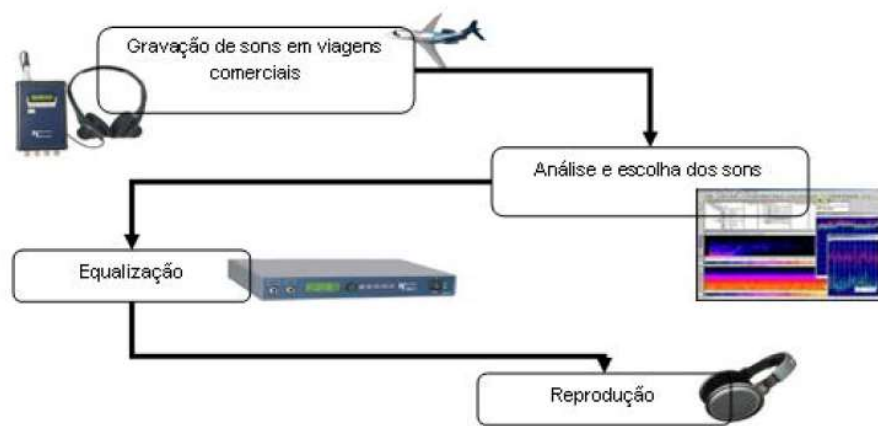 Gravação de sons em viagens
comerciais
Análise e escolha dos sons
Equalização
Reprodução